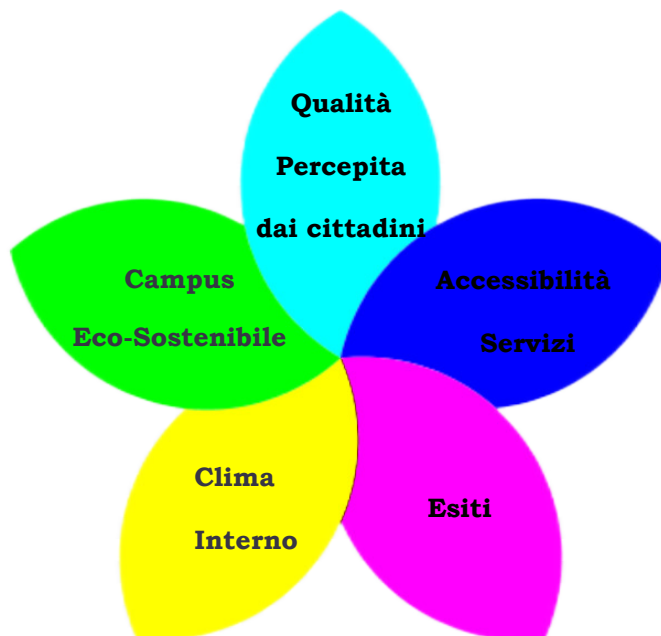 Qualità
Percepita
dai cittadini
Campus
Eco-Sostenibile
Accessibilità
Servizi
Clima
Interno
Esiti